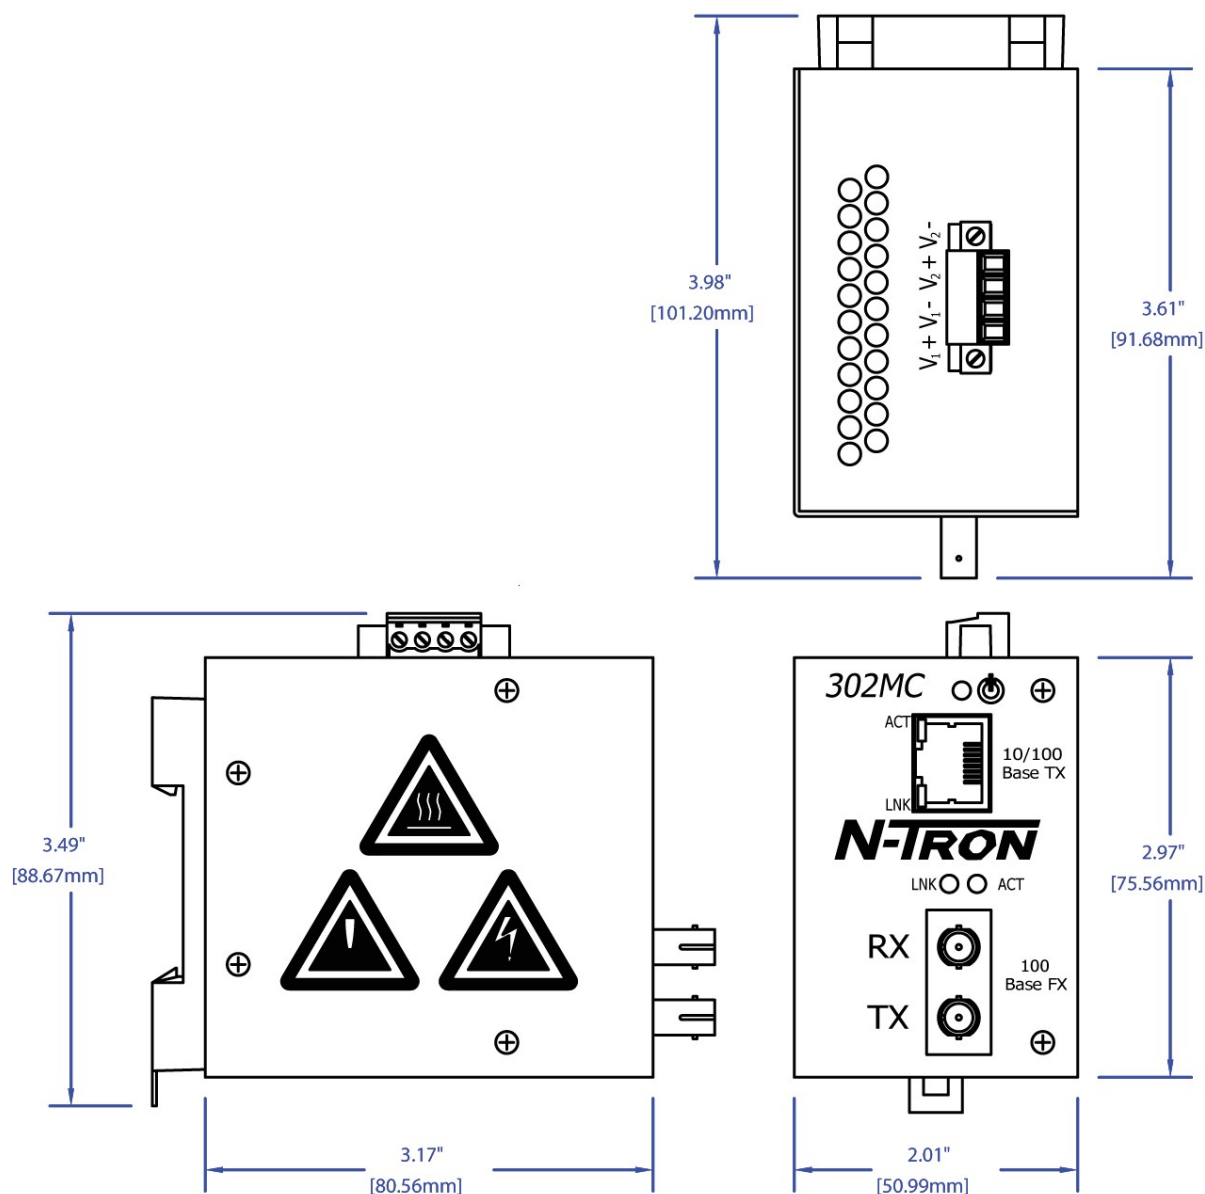 3.98"
[101.20mm]
V₁ + V₁ - V₂ + V₂ -
3.61"
[91.68mm]
3.49"
[88.67mm]
3.17"
[80.56mm]
302MC
ACT
10/100
Base TX
LNK
N-TRON
LNK ACT
RX
100
Base FX
TX
2.97"
[75.56mm]
2.01"
[50.99mm]